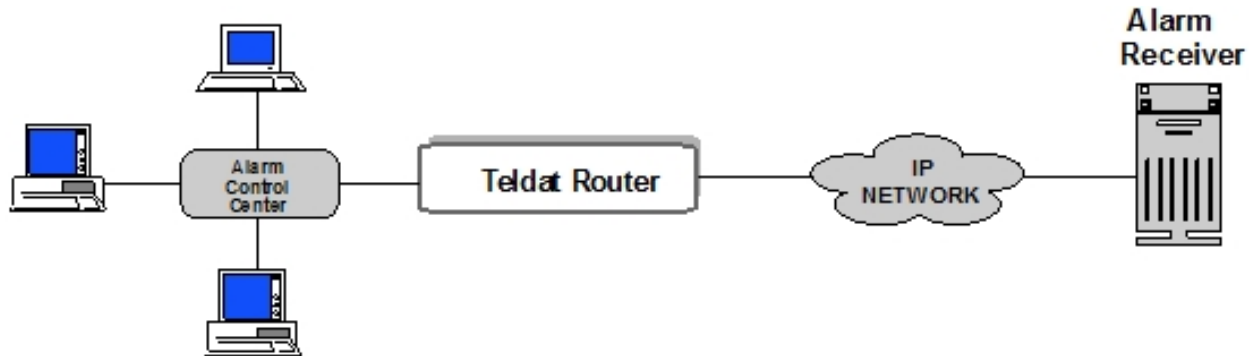 Alarm
Receiver
Alarm
Control
Center
Teldat Router
IP
NETWORK